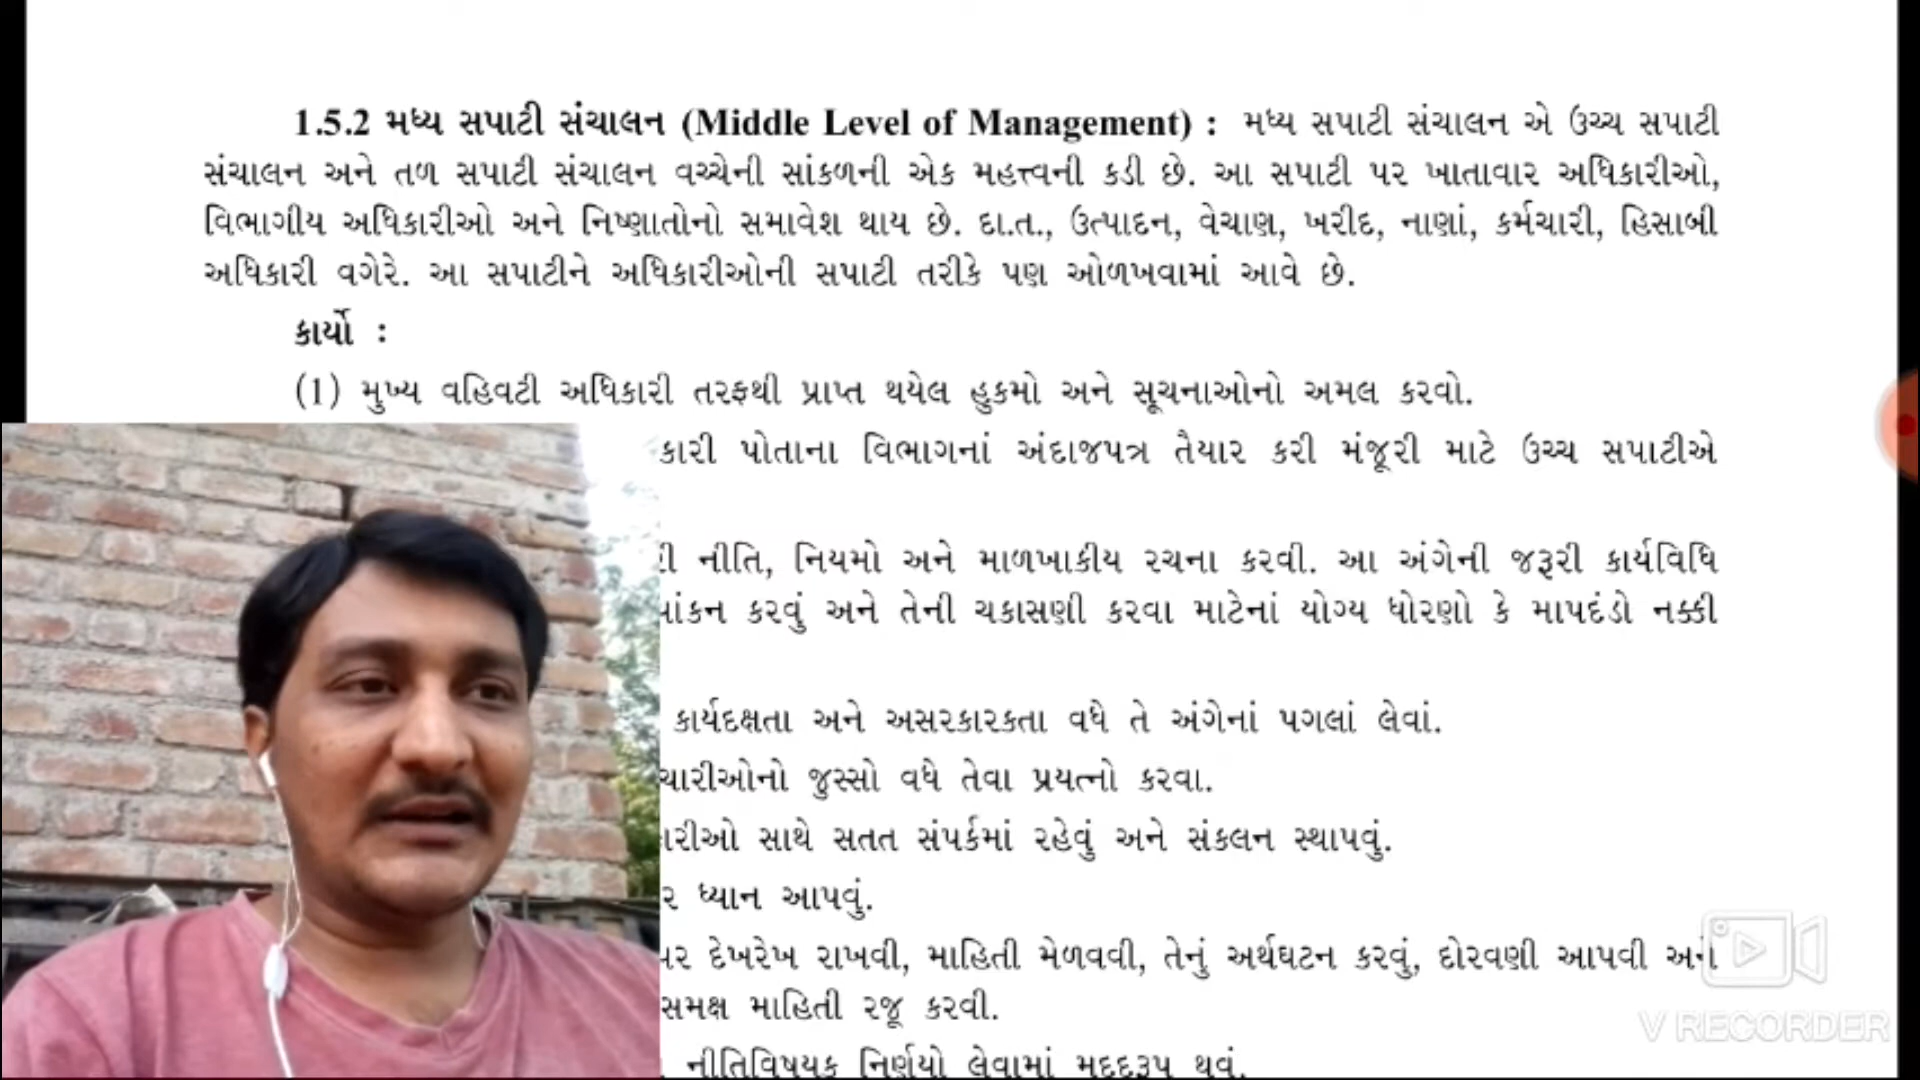 1.5.2 મધ્ય સપાટી સંચાલન (Middle Level of Management) : મધ્ય સપાટી સંચાલન એ ઉચ્ચ સપાટી
સંચાલન અને તળ સપાટી સંચાલન વચ્ચેની સાંકળની એક મહત્ત્વની કડી છે. આ સપાટી પર ખાતાવાર અધિકારીઓ,
વિભાગીય અધિકારીઓ અને નિષ્ણાતોનો સમાવેશ થાય છે. દા.ત., ઉત્પાદન, વેચાણ, ખરીદ, નાણાં, કર્મચારી, હિસાબી
અધિકારી વગેરે. આ સપાટીને અધિકારીઓની સપાટી તરીકે પણ ઓળખવામાં આવે છે.
કાર્યો :
(1) મુખ્ય વહિવટી અધિકારી તરફથી પ્રાપ્ત થયેલ હુકમો અને સૂચનાઓનો અમલ કરવો.
કારી પોતાના વિભાગનાં અંદાજપત્ર તૈયાર કરી મંજૂરી માટે ઉચ્ચ સપાટીએ
નીતિ, નિયમો અને માળખાકીય રચના કરવી. આ અંગેની જરૂરી કાર્યવિધિ
યાંકન કરવું અને તેની ચકાસણી કરવા માટેનાં યોગ્ય ધોરણો કે માપદંડો નક્કી
કાર્યદક્ષતા અને અસરકારકતા વધે તે અંગેનાં પગલાં લેવાં.
ચારીઓનો જુસ્સો વધે તેવા પ્રયત્નો કરવા.
રીઓ સાથે સતત સંપર્કમાં રહેવું અને સંકલન સ્થાપવું.
ર ધ્યાન આપવું.
પર દેખરેખ રાખવી, માહિતી મેળવવી, તેનું અર્થઘટન કરવું, દોરવણી આપવી અને
સમક્ષ માહિતી રજૂ કરવી.
નીતિવિષયક નિર્ણયો લેવામાં મદદરૂપ થવું.
V RECORDER